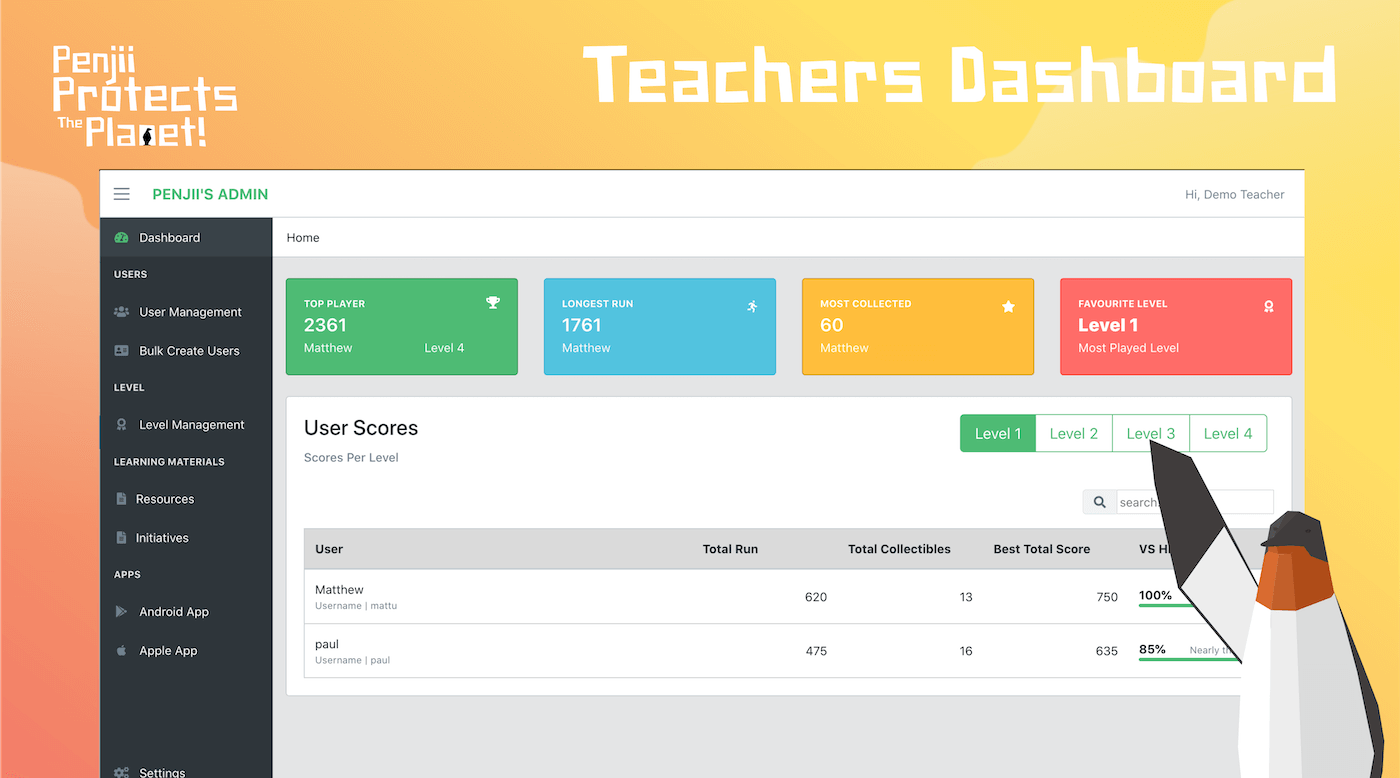 Penjii
Protects
The Planet!
Teachers Dashboard
PENJII'S ADMIN
Hi, Demo Teacher
Dashboard
USERS
User Management
Bulk Create Users
LEVEL
Level Management
LEARNING MATERIALS
Resources
Initiatives
APPS
Android App
Apple App
Settings
Home
TOP PLAYER
2361
Matthew Level 4
LONGEST RUN
1761
Matthew
MOST COLLECTED
60
Matthew
FAVOURITE LEVEL
Level 1
Most Played Level
User Scores
Scores Per Level
Level 1 Level 2 Level 3 Level 4
search
User Total Run Total Collectibles Best Total Score VS
Matthew 620 13 750 100%
Username | mattu
paul 475 16 635 85% Nearly
Username | paul